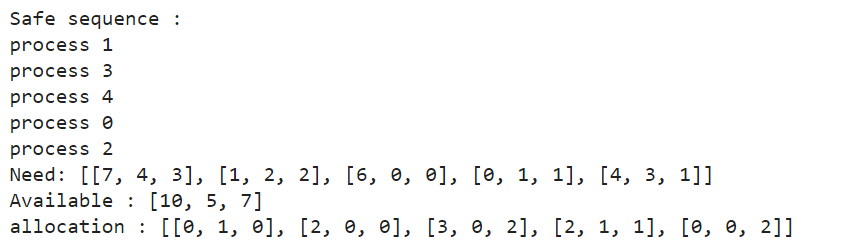 Safe sequence :
process 1
process 3
process 4
process 0
process 2
Need: [[7, 4, 3], [1, 2, 2], [6, 0, 0], [0, 1, 1], [4, 3, 1]]
Available : [10, 5, 7]
allocation : [[0, 1, 0], [2, 0, 0], [3, 0, 2], [2, 1, 1], [0, 0, 2]]